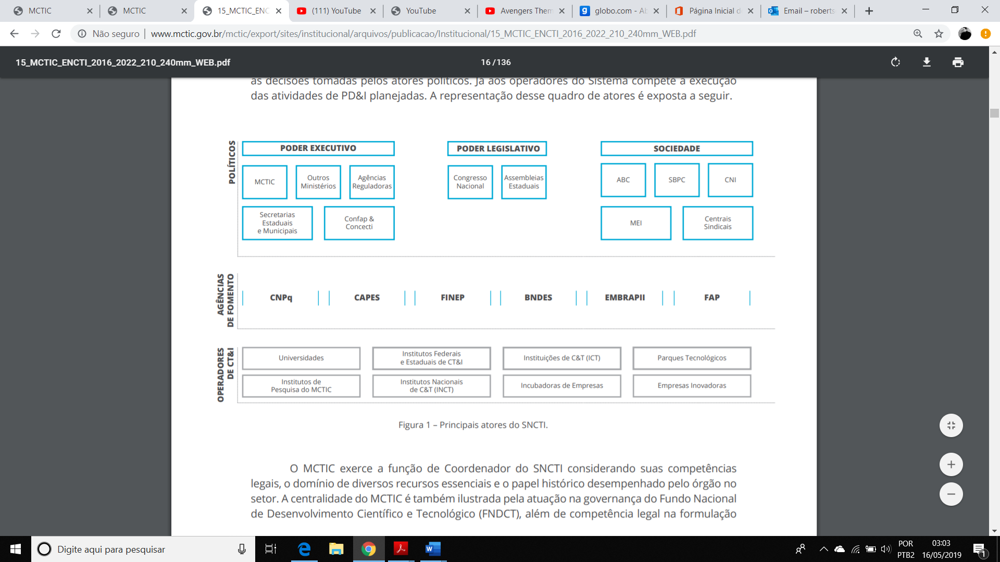 MCTIC
MCTIC
15_MCTIC_ENC
(111) YouTube
YouTube
Avengers Them
globo.com - Ab
Página Inicial d
Email – roberts
Não seguro
www.mctic.gov.br/mctic/export/sites/institucional/arquivos/publicacao/Institucional/15_MCTIC_ENCTI_2016_2022_210_240mm_WEB.pdf
15_MCTIC_ENCTI_2016_2022_210_240mm_WEB.pdf
16 / 136
as decisões tomadas pelos atores políticos. Já aos operadores do Sistema compete a execução
das atividades de PD&I planejadas. A representação desse quadro de atores é exposta a seguir.
POLÍTICOS
PODER EXECUTIVO
MCTIC
Outros
Ministérios
Agências
Reguladoras
Secretarias
Estaduais
e Municipais
Confap &
Concecti
PODER LEGISLATIVO
Congresso
Nacional
Assembleias
Estaduais
SOCIEDADE
ABC
SBPC
CNI
MEI
Centrais
Sindicais
AGÊNCIAS
DE FOMENTO
CNPq
CAPES
FINEP
BNDES
EMBRAPII
FAP
OPERADORES
DE CT&I
Universidades
Institutos Federais
e Estaduais de CT&I
Instituições de C&T (ICT)
Parques Tecnológicos
Institutos de
Pesquisa do MCTIC
Institutos Nacionais
de C&T (INCT)
Incubadoras de Empresas
Empresas Inovadoras
Figura 1 – Principais atores do SNCTI.
O MCTIC exerce a função de Coordenador do SNCTI considerando suas competências
legais, o domínio de diversos recursos essenciais e o papel histórico desempenhado pelo órgão no
setor. A centralidade do MCTIC é também ilustrada pela atuação na governança do Fundo Nacional
de Desenvolvimento Científico e Tecnológico (FNDCT), além de competência legal na formulação
Digite aqui para pesquisar
POR
PTB2
03:03
16/05/2019
1